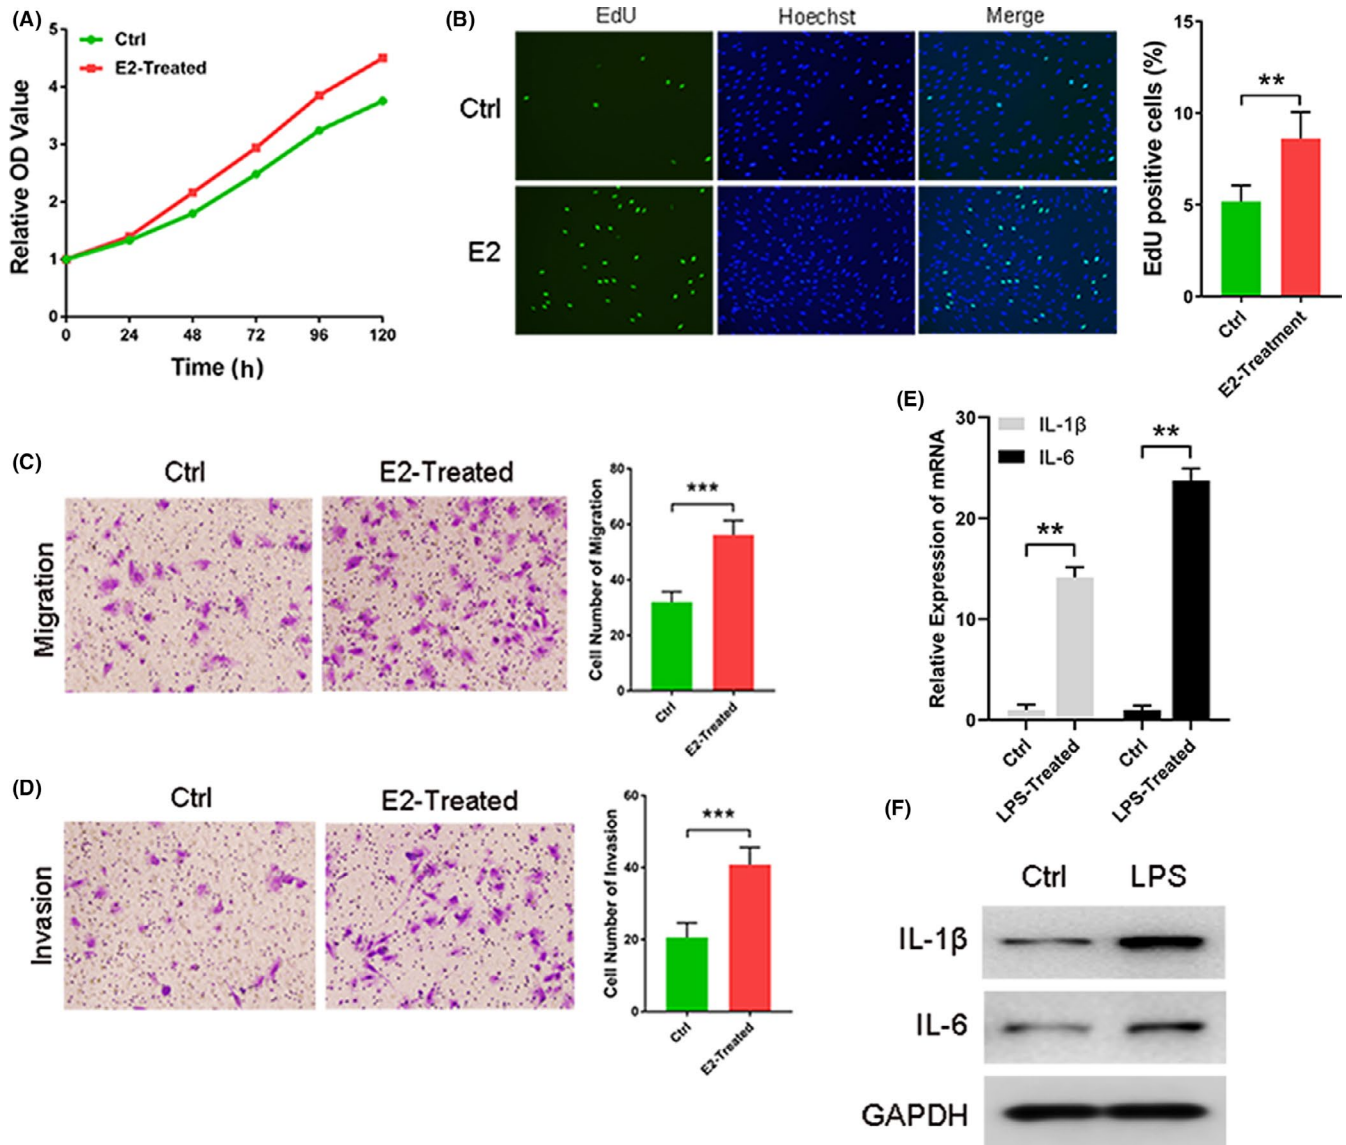 (A)
Relative OD Value
5
4
3
2
1
0
Ctrl
E2-Treated
0 24 48 72 96 120
Time (h)
(B)
EdU Hoechst Merge
Ctrl
E2
EdU positive cells (%)
15
10
5
0
**
Ctrl
E2-Treatment
(C)
Ctrl E2-Treated
Migration
Cell Number of Migration
80
60
40
20
0
***
Ctrl
E2-Treated
(D)
Ctrl E2-Treated
Invasion
Cell Number of Invasion
60
40
20
0
***
Ctrl
E2-Treated
(E)
Relative Expression of mRNA
30
20
10
0
IL-1β
IL-6
**
**
Ctrl
LPS-Treated
Ctrl
LPS-Treated
(F)
Ctrl LPS
IL-1β
IL-6
GAPDH